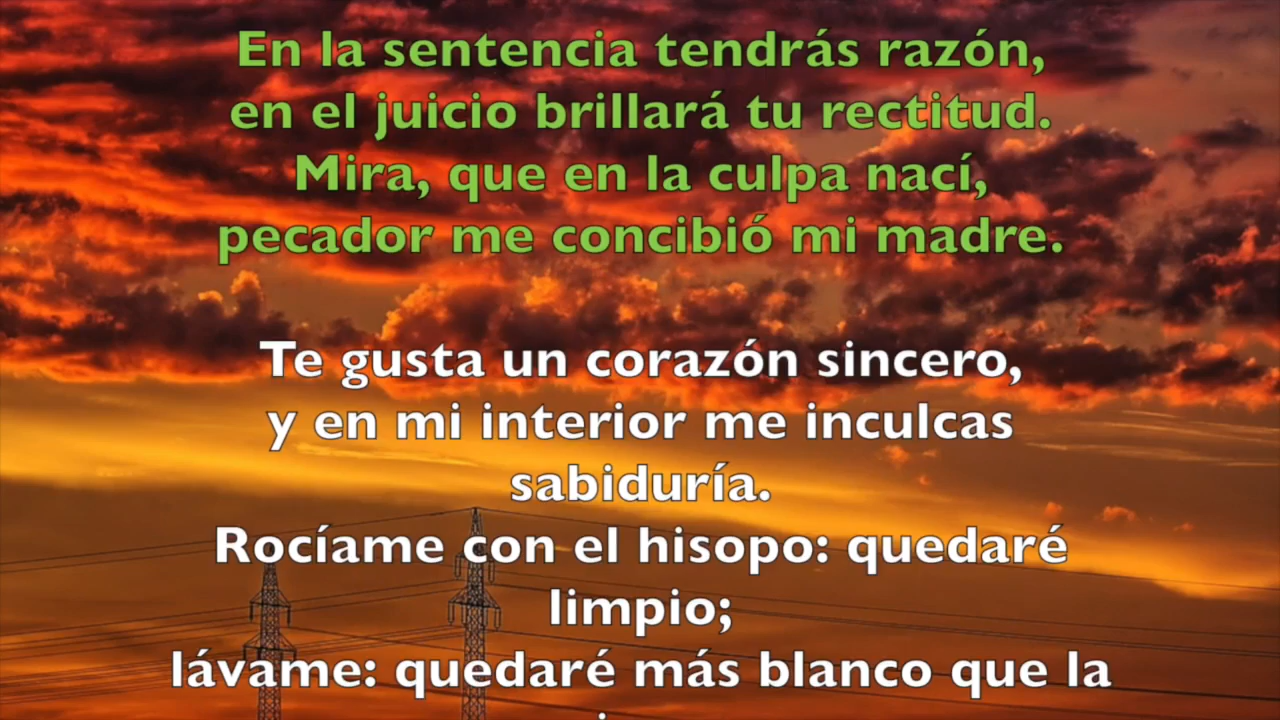 En la sentencia tendrás razón,
en el juicio brillará tu rectitud.
Mira, que en la culpa nací,
pecador me concibió mi madre.
Te gusta un corazón sincero,
y en mi interior me inculcas
sabiduría.
Rocíame con el hisopo: quedaré
limpio;
lávame: quedaré más blanco que la